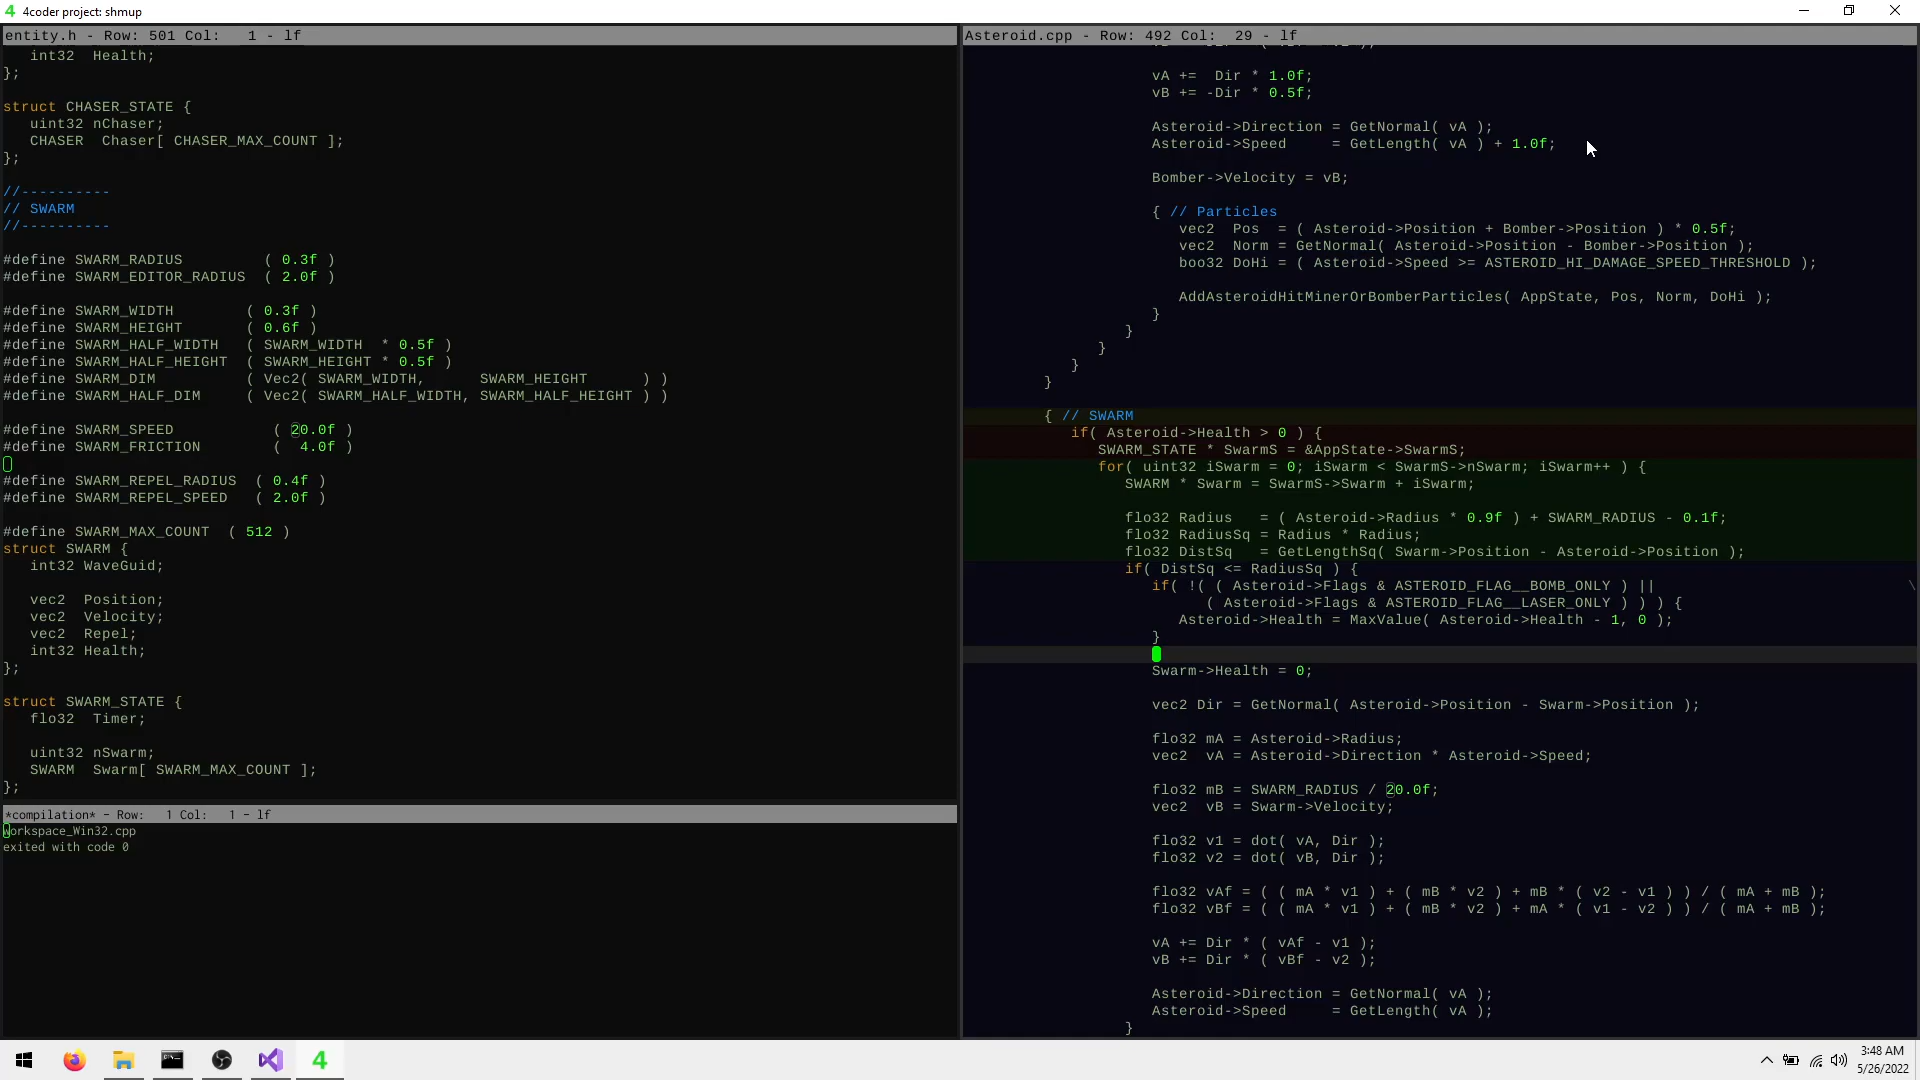 4coder project: shmup
entity.h - Row: 501 Col:   1 - lf
int32  Health;
};
struct CHASER_STATE {
uint32 nChaser;
CHASER  Chaser[ CHASER_MAX_COUNT ];
};
//----------
// SWARM
//----------
#define SWARM_RADIUS         ( 0.3f )
#define SWARM_EDITOR_RADIUS  ( 2.0f )
#define SWARM_WIDTH        ( 0.3f )
#define SWARM_HEIGHT       ( 0.6f )
#define SWARM_HALF_WIDTH   ( SWARM_WIDTH  * 0.5f )
#define SWARM_HALF_HEIGHT  ( SWARM_HEIGHT * 0.5f )
#define SWARM_DIM          ( Vec2( SWARM_WIDTH,      SWARM_HEIGHT      ) )
#define SWARM_HALF_DIM     ( Vec2( SWARM_HALF_WIDTH, SWARM_HALF_HEIGHT ) )
#define SWARM_SPEED           ( 20.0f )
#define SWARM_FRICTION        (  4.0f )
#define SWARM_REPEL_RADIUS  ( 0.4f )
#define SWARM_REPEL_SPEED   ( 2.0f )
#define SWARM_MAX_COUNT  ( 512 )
struct SWARM {
int32 WaveGuid;
vec2  Position;
vec2  Velocity;
vec2  Repel;
int32 Health;
};
struct SWARM_STATE {
flo32  Timer;
uint32 nSwarm;
SWARM  Swarm[ SWARM_MAX_COUNT ];
};
*compilation* - Row:   1 Col:   1 - lf
workspace_Win32.cpp
exited with code 0
Asteroid.cpp - Row: 492 Col:  29 - lf
vA +=  Dir * 1.0f;
vB += -Dir * 0.5f;
Asteroid->Direction = GetNormal( vA );
Asteroid->Speed     = GetLength( vA ) + 1.0f;
Bomber->Velocity = vB;
{ // Particles
vec2  Pos  = ( Asteroid->Position + Bomber->Position ) * 0.5f;
vec2  Norm = GetNormal( Asteroid->Position - Bomber->Position );
boo32 DoHi = ( Asteroid->Speed >= ASTEROID_HI_DAMAGE_SPEED_THRESHOLD );
AddAsteroidHitMinerOrBomberParticles( AppState, Pos, Norm, DoHi );
}
}
}
}
}
{ // SWARM
if( Asteroid->Health > 0 ) {
SWARM_STATE * SwarmS = &AppState->SwarmS;
for( uint32 iSwarm = 0; iSwarm < SwarmS->nSwarm; iSwarm++ ) {
SWARM * Swarm = SwarmS->Swarm + iSwarm;
flo32 Radius   = ( Asteroid->Radius * 0.9f ) + SWARM_RADIUS - 0.1f;
flo32 RadiusSq = Radius * Radius;
flo32 DistSq   = GetLengthSq( Swarm->Position - Asteroid->Position );
if( DistSq <= RadiusSq ) {
if( !( ( Asteroid->Flags & ASTEROID_FLAG__BOMB_ONLY ) || \
( Asteroid->Flags & ASTEROID_FLAG__LASER_ONLY ) ) ) {
Asteroid->Health = MaxValue( Asteroid->Health - 1, 0 );
}
Swarm->Health = 0;
vec2 Dir = GetNormal( Asteroid->Position - Swarm->Position );
flo32 mA = Asteroid->Radius;
vec2  vA = Asteroid->Direction * Asteroid->Speed;
flo32 mB = SWARM_RADIUS / 20.0f;
vec2  vB = Swarm->Velocity;
flo32 v1 = dot( vA, Dir );
flo32 v2 = dot( vB, Dir );
flo32 vAf = ( ( mA * v1 ) + ( mB * v2 ) + mB * ( v2 - v1 ) ) / ( mA + mB );
flo32 vBf = ( ( mA * v1 ) + ( mB * v2 ) + mA * ( v1 - v2 ) ) / ( mA + mB );
vA += Dir * ( vAf - v1 );
vB += Dir * ( vBf - v2 );
Asteroid->Direction = GetNormal( vA );
Asteroid->Speed     = GetLength( vA );
}
3:48 AM
5/26/2022